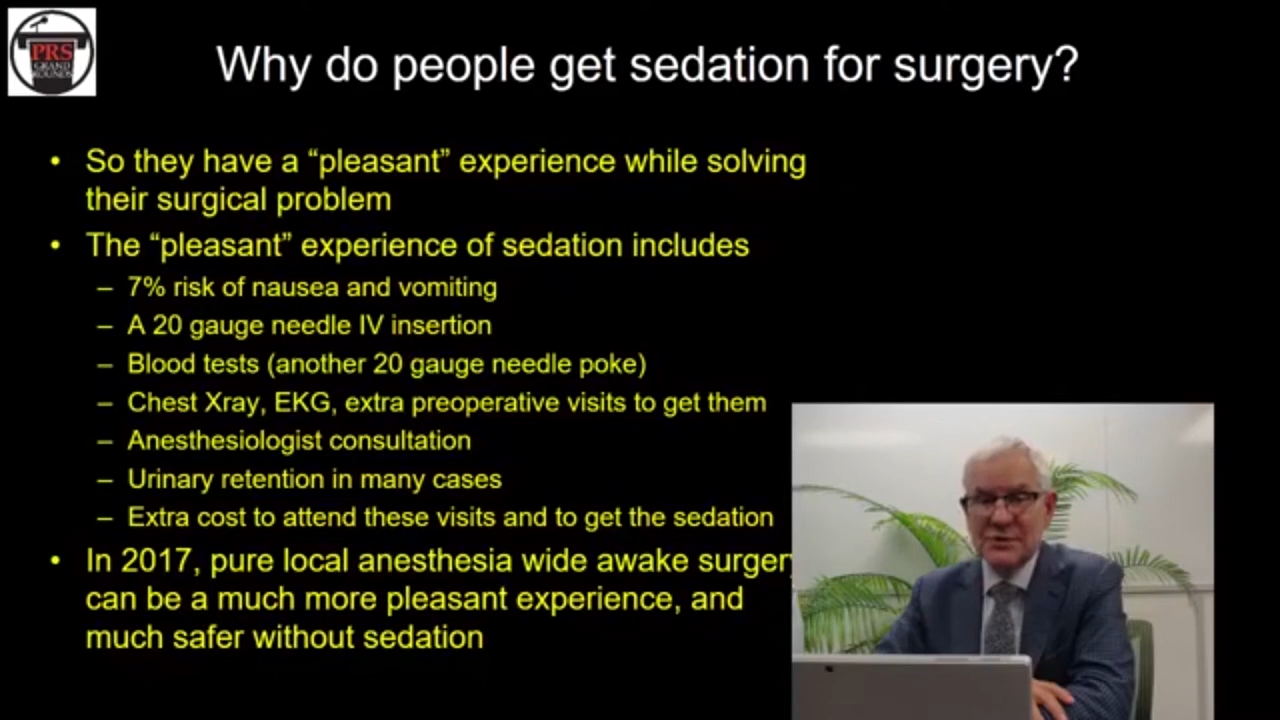 PRS
GRAND
ROUNDS
Why do people get sedation for surgery?
• So they have a “pleasant” experience while solving
their surgical problem
• The “pleasant” experience of sedation includes
– 7% risk of nausea and vomiting
– A 20 gauge needle IV insertion
– Blood tests (another 20 gauge needle poke)
– Chest Xray, EKG, extra preoperative visits to get them
– Anesthesiologist consultation
– Urinary retention in many cases
– Extra cost to attend these visits and to get the sedation
• In 2017, pure local anesthesia wide awake surgery
can be a much more pleasant experience, and
much safer without sedation